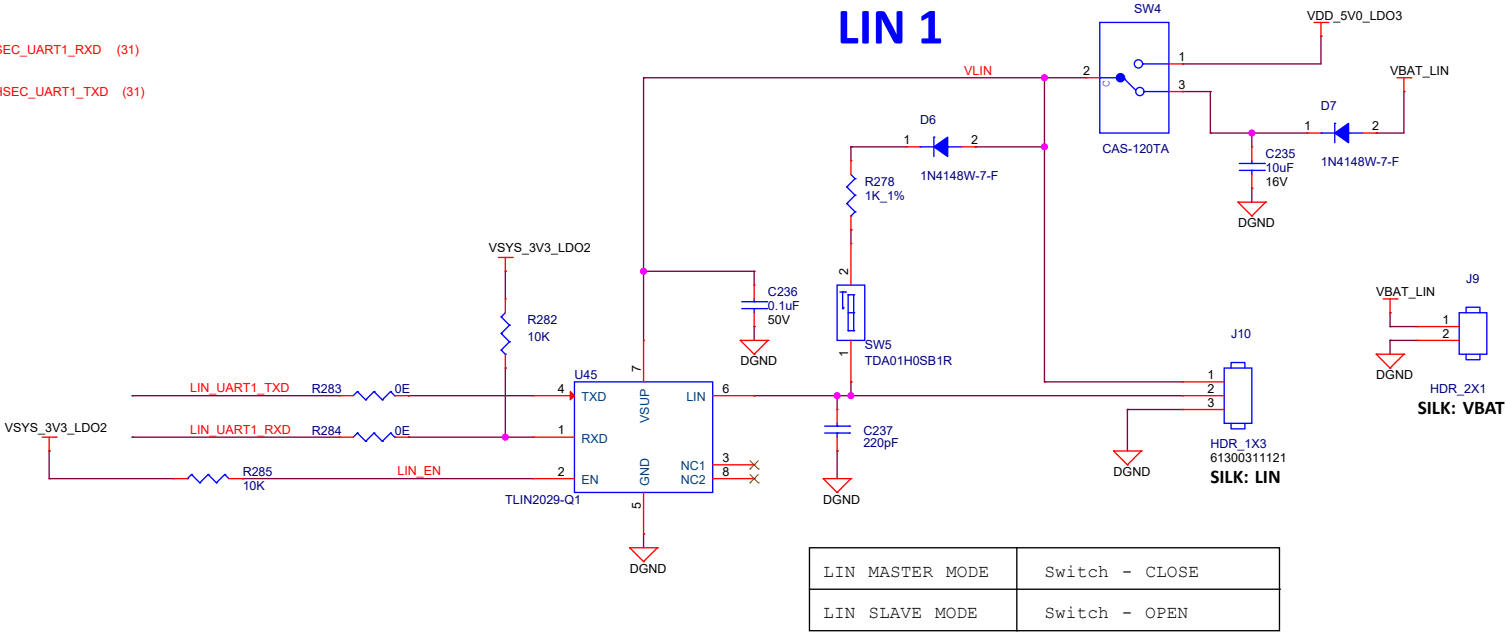 LIN 1
SEC_UART1_RXD (31)
HSEC_UART1_TXD (31)
SW4
VDD_5V0_LDO3
1
2
VLIN
C
3
CAS-120TA
VBAT_LIN
D7
1
2
1N4148W-7-F
C235
10uF
16V
DGND
D6
1
2
1N4148W-7-F
R278
1K_1%
2
SW5
TDA01H0SB1R
1
VSYS_3V3_LDO2
R282
10K
C236
0.1uF
50V
DGND
J9
VBAT_LIN
1
2
DGND
HDR_2X1
SILK: VBAT
J10
1
2
3
DGND
HDR_1X3
61300311121
SILK: LIN
U45
7
LIN_UART1_TXD R283 0E 4 TXD
VSUP
LIN 6
VSYS_3V3_LDO2
LIN_UART1_RXD R284 0E 1 RXD
R285
10K
LIN_EN 2 EN
GND
NC1 3
NC2 8
TLIN2029-Q1
5
DGND
C237
220pF
DGND
LIN MASTER MODE Switch - CLOSE
LIN SLAVE MODE Switch - OPEN